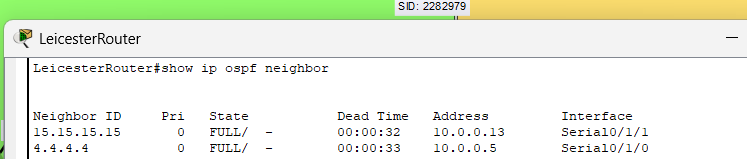 SID: 2282979
LeicesterRouter
LeicesterRouter#show ip ospf neighbor
Neighbor ID     Pri   State           Dead Time   Address         Interface
15.15.15.15       0   FULL/  -        00:00:32    10.0.0.13       Serial0/1/1
4.4.4.4           0   FULL/  -        00:00:33    10.0.0.5        Serial0/1/0